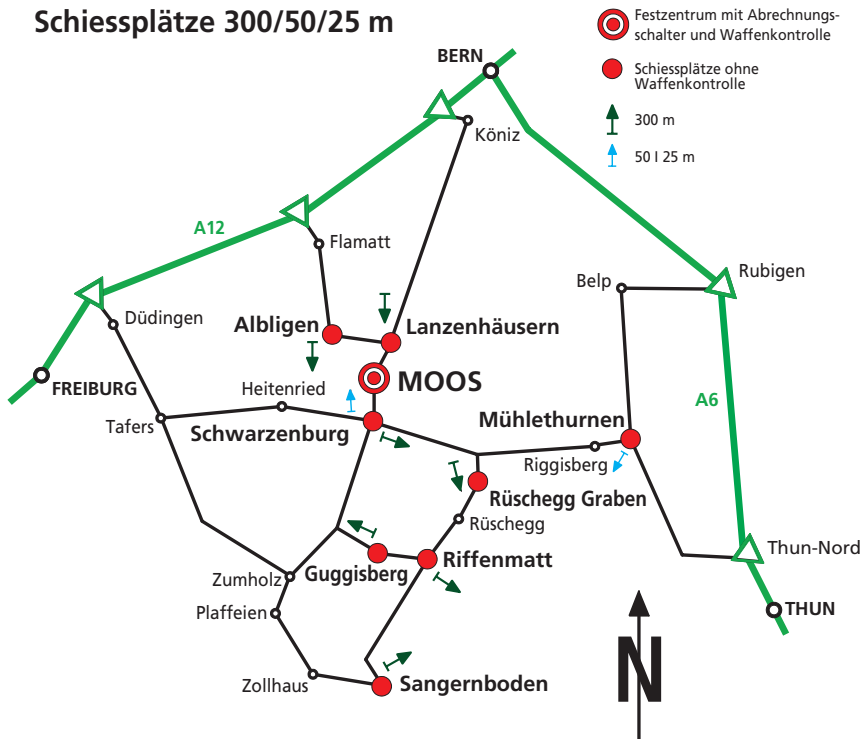 Schiessplätze 300/50/25 m
Festzentrum mit Abrechnungs-
schalter und Waffenkontrolle
Schiessplätze ohne
Waffenkontrolle
300 m
50 I 25 m
BERN
Köniz
A12
Flamatt
Rubigen
Belp
Düdingen
Albligen
Lanzenhäusern
FREIBURG
MOOS
Heitenried
A6
Tafers
Schwarzenburg
Mühlethurnen
Riggisberg
Rüschegg Graben
Rüschegg
Thun-Nord
Guggisberg
Riffenmatt
Zumholz
Plaffeien
THUN
N
Zollhaus
Sangernboden